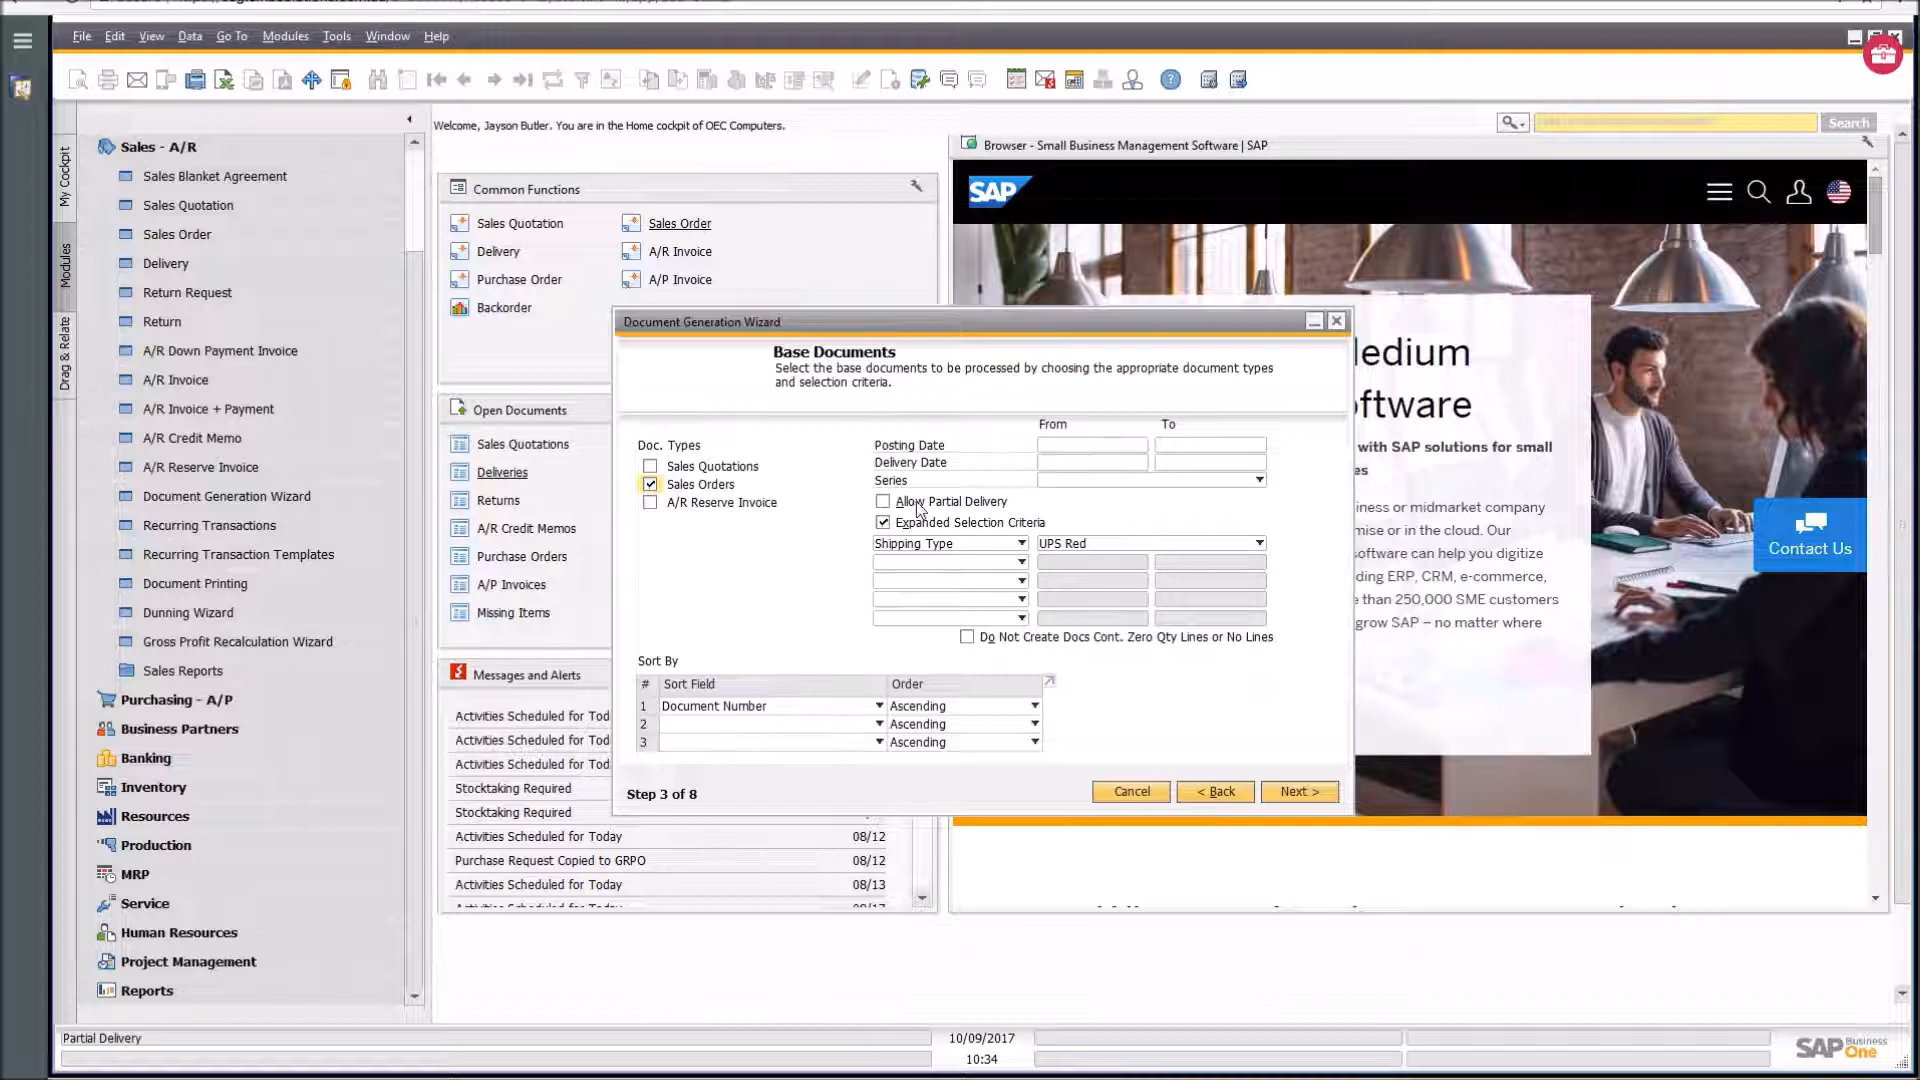 File Edit View Data Go To Modules Tools Window Help
My Cockpit
Modules
Drag & Relate
Sales - A/R
Sales Blanket Agreement
Sales Quotation
Sales Order
Delivery
Return Request
Return
A/R Down Payment Invoice
A/R Invoice
A/R Invoice + Payment
A/R Credit Memo
A/R Reserve Invoice
Document Generation Wizard
Recurring Transactions
Recurring Transaction Templates
Document Printing
Dunning Wizard
Gross Profit Recalculation Wizard
Sales Reports
Purchasing - A/P
Business Partners
Banking
Inventory
Resources
Production
MRP
Service
Human Resources
Project Management
Reports
Welcome, Jayson Butler. You are in the Home cockpit of OEC Computers.
Search
Common Functions
Sales Quotation Sales Order
Delivery A/R Invoice
Purchase Order A/P Invoice
Backorder
Open Documents
Sales Quotations
Deliveries
Returns
A/R Credit Memos
Purchase Orders
A/P Invoices
Missing Items
Messages and Alerts
Activities Scheduled for Tod
Activities Scheduled for Tod
Activities Scheduled for Tod
Stocktaking Required
Stocktaking Required
Activities Scheduled for Today 08/12
Purchase Request Copied to GRPO 08/12
Activities Scheduled for Today 08/13
Document Generation Wizard
Base Documents
Select the base documents to be processed by choosing the appropriate document types
and selection criteria.
From To
Doc. Types
Sales Quotations
Sales Orders
A/R Reserve Invoice
Posting Date
Delivery Date
Series
Allow Partial Delivery
Expanded Selection Criteria
Shipping Type UPS Red
Do Not Create Docs Cont. Zero Qty Lines or No Lines
Sort By
# Sort Field Order
1 Document Number Ascending
2 Ascending
3 Ascending
Step 3 of 8
Cancel < Back Next >
Browser - Small Business Management Software | SAP
SAP
ledium
ftware
with SAP solutions for small
es
iness or midmarket company
mise or in the cloud. Our
software can help you digitize
ding ERP, CRM, e-commerce,
e than 250,000 SME customers
grow SAP – no matter where
Contact Us
Partial Delivery
10/09/2017
10:34
SAP Business One